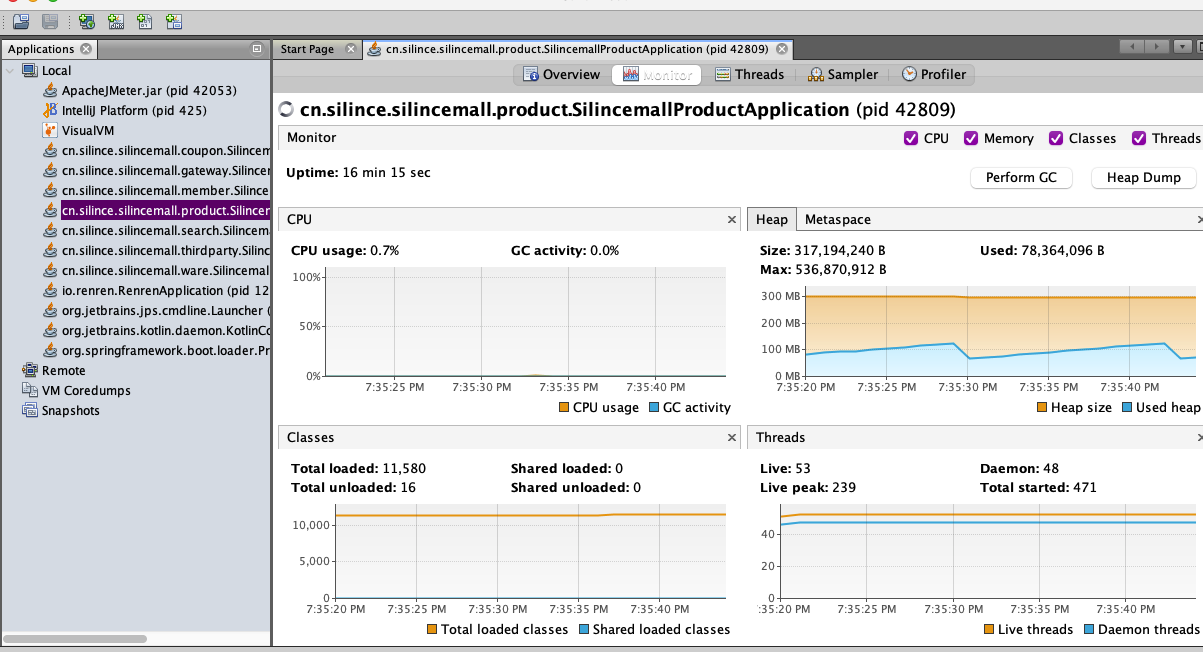 Applications
Start Page
cn.silince.silincemall.product.SilincemallProductApplication (pid 42809)
Local
ApacheJMeter.jar (pid 42053)
IntelliJ Platform (pid 425)
VisualVM
cn.silince.silincemall.coupon.Silincem
cn.silince.silincemall.gateway.Silincer
cn.silince.silincemall.member.Silince
cn.silince.silincemall.product.Silincer
cn.silince.silincemall.search.Silincema
cn.silince.silincemall.thirdparty.Silinc
cn.silince.silincemall.ware.Silincemal
io.renren.RenrenApplication (pid 12
org.jetbrains.jps.cmdline.Launcher (
org.jetbrains.kotlin.daemon.KotlinCo
org.springframework.boot.loader.Pr
Remote
VM Coredumps
Snapshots
Overview
Monitor
Threads
Sampler
Profiler
cn.silince.silincemall.product.SilincemallProductApplication (pid 42809)
Monitor
CPU
Memory
Classes
Threads
Uptime: 16 min 15 sec
Perform GC
Heap Dump
CPU
CPU usage: 0.7%
GC activity: 0.0%
100%
50%
0%
7:35:25 PM
7:35:30 PM
7:35:35 PM
7:35:40 PM
CPU usage
GC activity
Heap
Metaspace
Size: 317,194,240 B
Used: 78,364,096 B
Max: 536,870,912 B
300 MB
200 MB
100 MB
0 MB
7:35:20 PM
7:35:25 PM
7:35:30 PM
7:35:35 PM
7:35:40 PM
Heap size
Used heap
Classes
Total loaded: 11,580
Shared loaded: 0
Total unloaded: 16
Shared unloaded: 0
10,000
5,000
0
7:35:20 PM
7:35:25 PM
7:35:30 PM
7:35:35 PM
7:35:40 PM
Total loaded classes
Shared loaded classes
Threads
Live: 53
Daemon: 48
Live peak: 239
Total started: 471
40
20
0
:35:20 PM
7:35:25 PM
7:35:30 PM
7:35:35 PM
7:35:40 PM
Live threads
Daemon threads